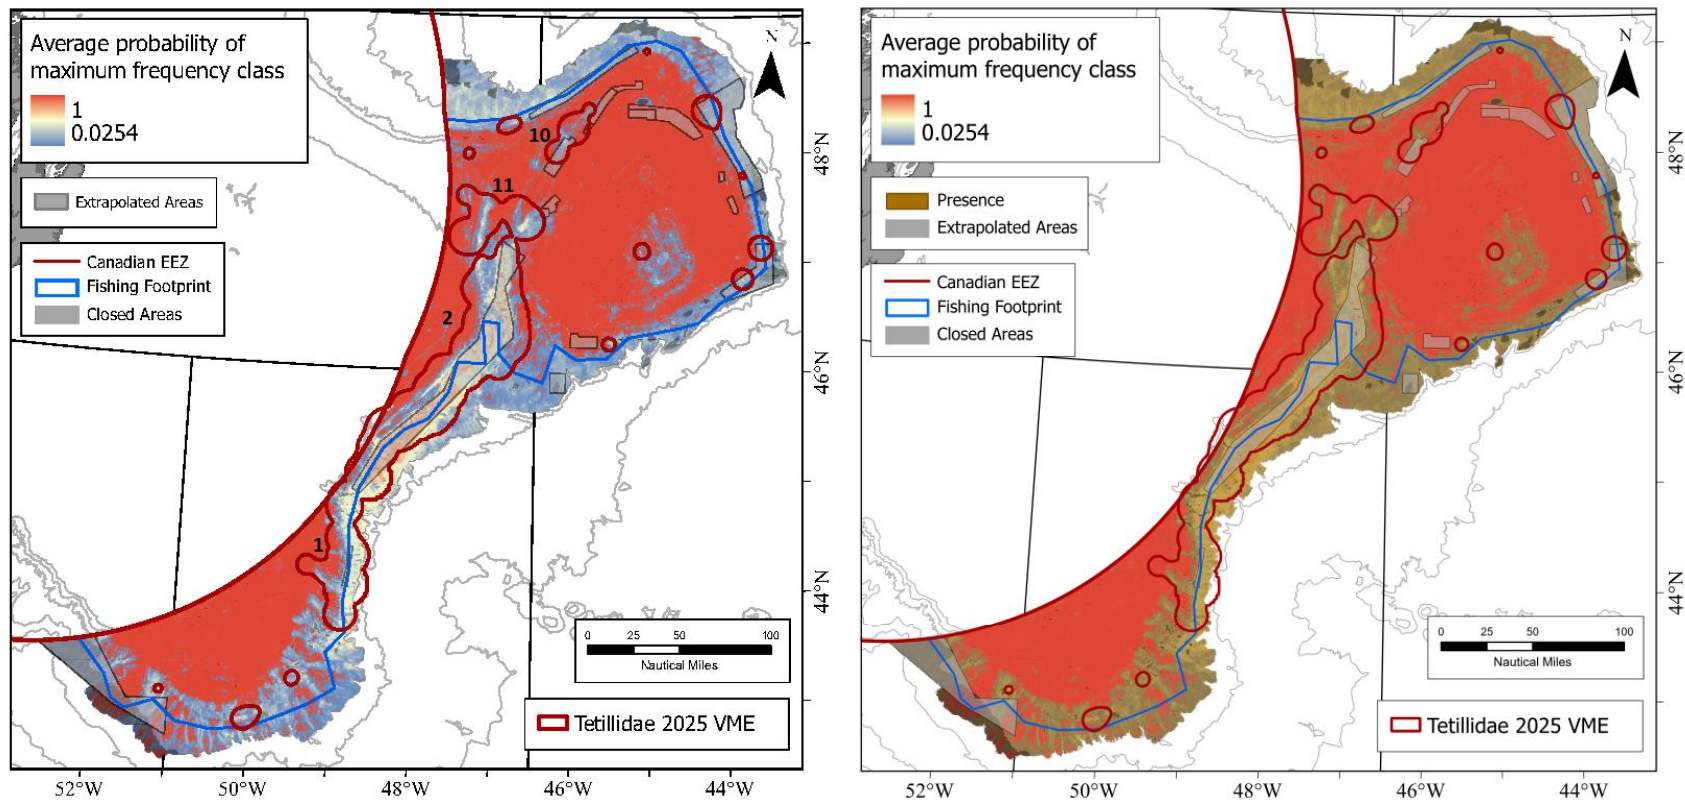 Average probability of
maximum frequency class
1
0.0254
Extrapolated Areas
Canadian EEZ
Fishing Footprint
Closed Areas
N
10
11
2
1
48°N
46°N
44°N
0 25 50 100
Nautical Miles
Tetillidae 2025 VME
52°W 50°W 48°W 46°W 44°W
Average probability of
maximum frequency class
1
0.0254
Presence
Extrapolated Areas
Canadian EEZ
Fishing Footprint
Closed Areas
N
48°N
46°N
44°N
0 25 50 100
Nautical Miles
Tetillidae 2025 VME
52°W 50°W 48°W 46°W 44°W